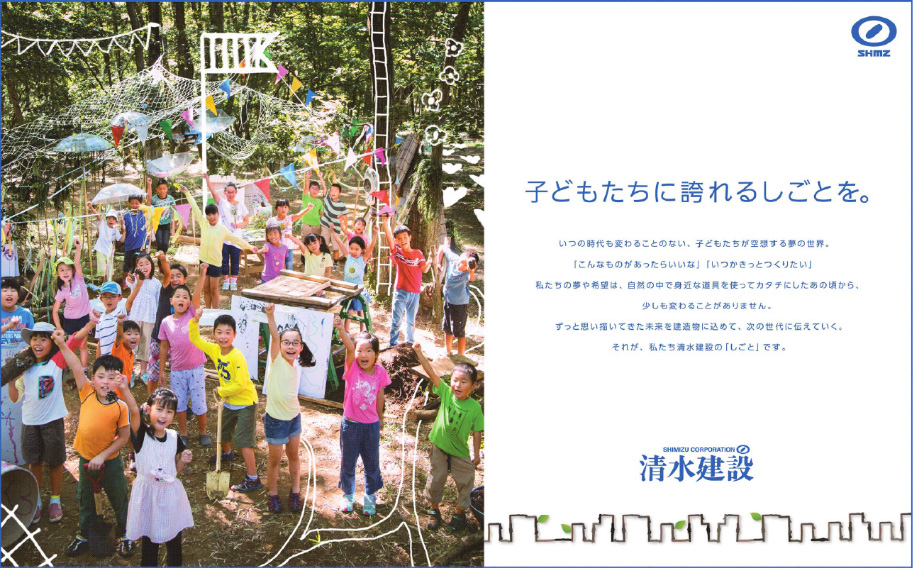 SHMZ
子どもたちに誇れるしごとを。
いつの時代も変わることのない、子どもたちが空想する夢の世界。
「こんなものがあったらいいな」「いつかきっとつくりたい」
私たちの夢や希望は、自然の中で身近な道具を使ってカタチにしたあの頃から、
少しも変わることがありません。
ずっと思い描いてきた未来を建造物に込めて、次の世代に伝えていく。
それが、私たち清水建設の「しごと」です。
SHIMIZU CORPORATION
清水建設